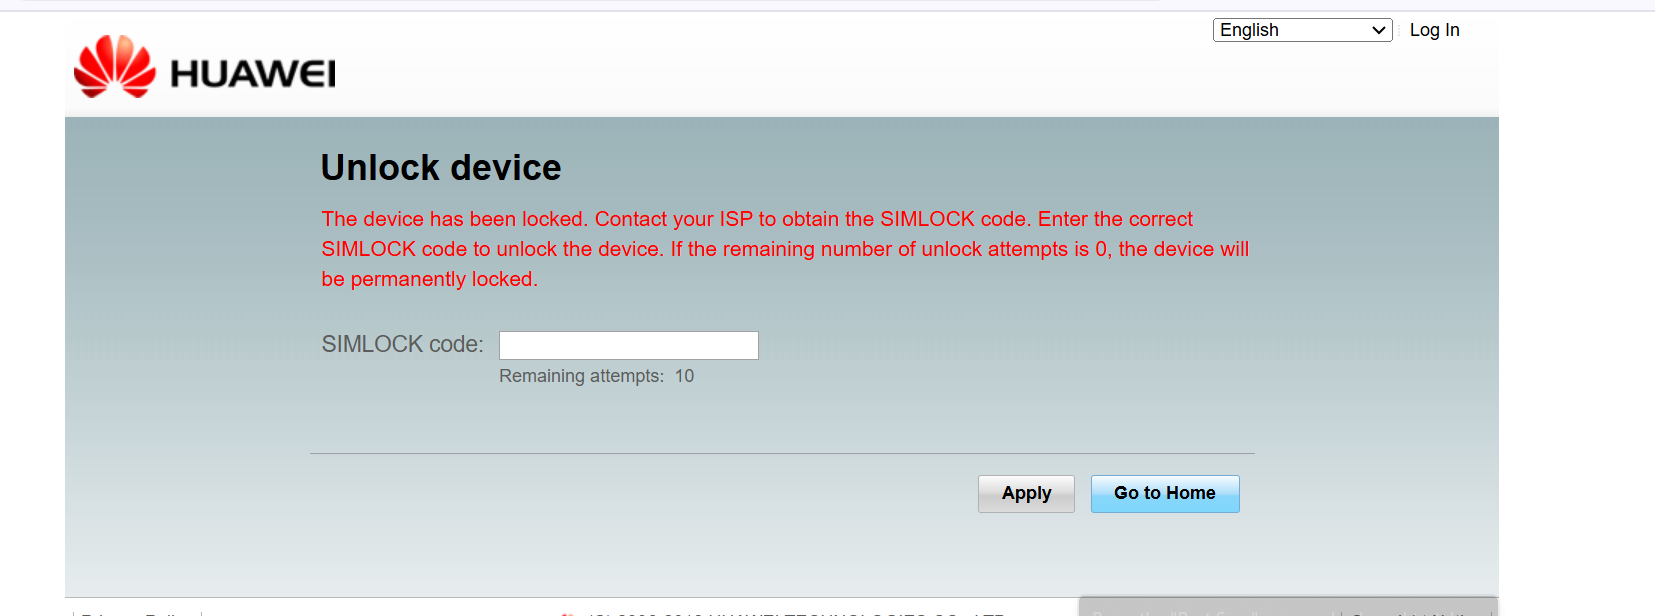 English
Log In
HUAWEI
Unlock device
The device has been locked. Contact your ISP to obtain the SIMLOCK code. Enter the correct
SIMLOCK code to unlock the device. If the remaining number of unlock attempts is 0, the device will
be permanently locked.
SIMLOCK code:
Remaining attempts: 10
Apply
Go to Home